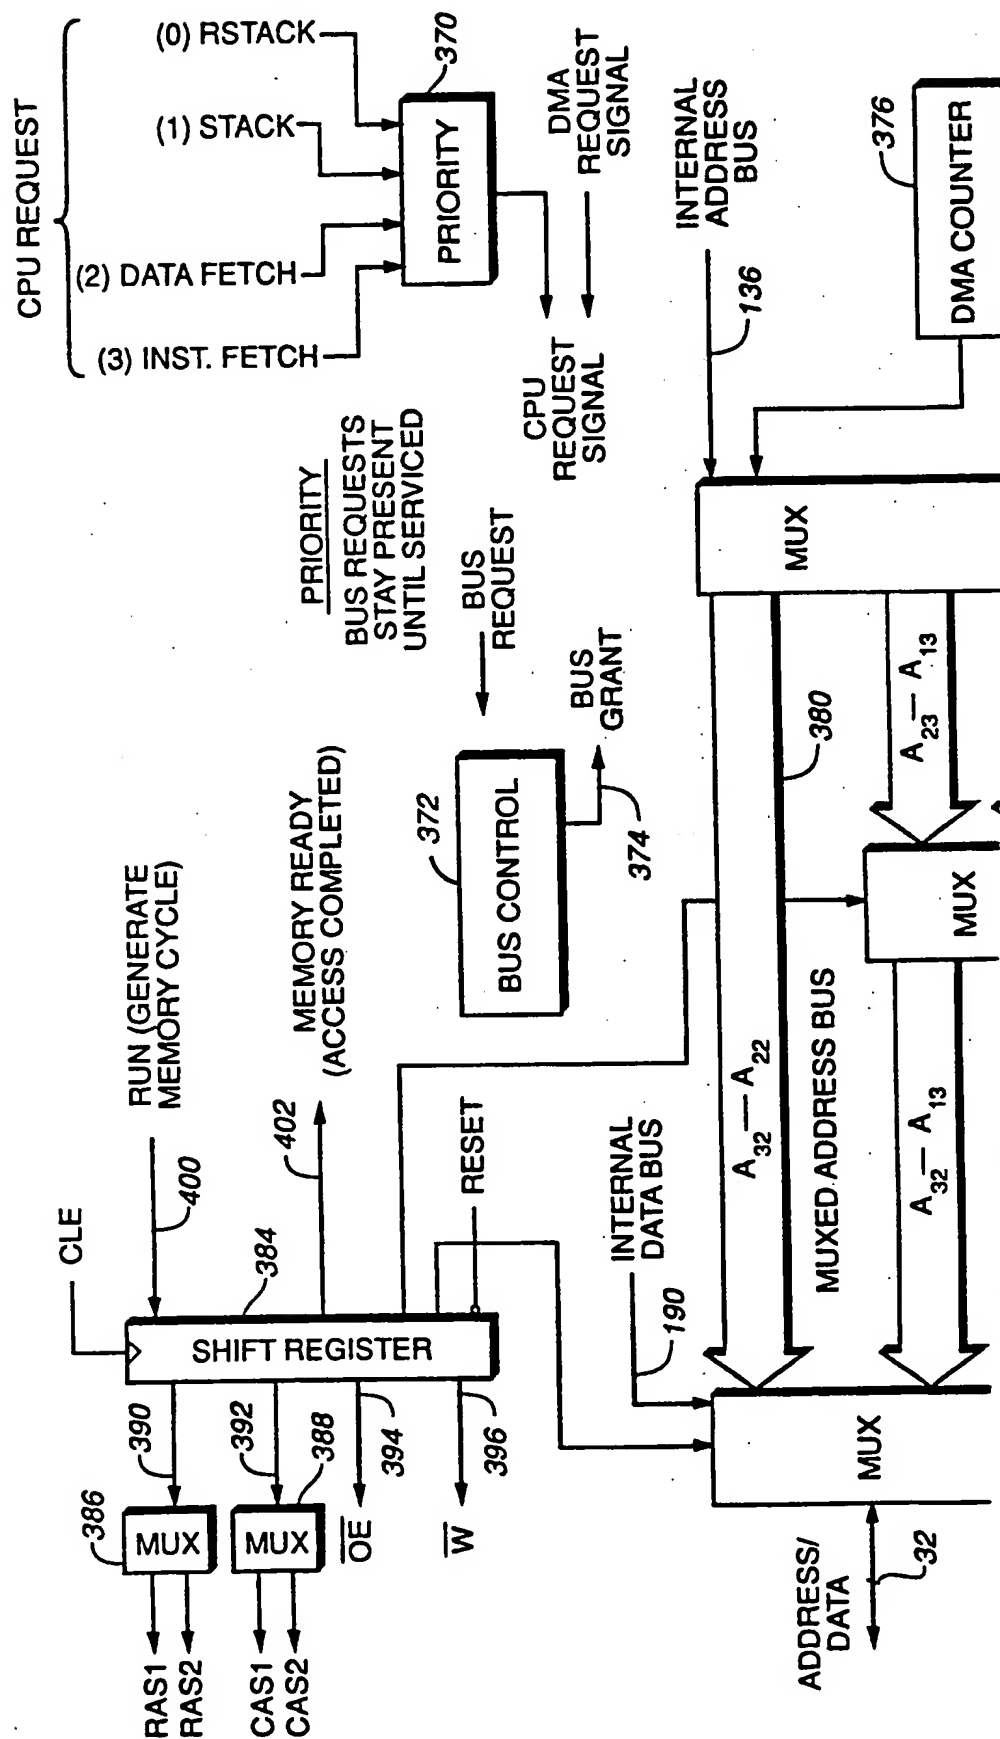 CPU REQUEST
(0) RSTACK
(1) STACK
(2) DATA FETCH
(3) INST. FETCH
370
PRIORITY
CPU
REQUEST
SIGNAL
DMA
REQUEST
SIGNAL
PRIORITY
BUS REQUESTS
STAY PRESENT
UNTIL SERVICED
BUS
REQUEST
372
BUS CONTROL
BUS
GRANT
374
CLE
RUN (GENERATE
MEMORY CYCLE)
400
384
SHIFT REGISTER
MEMORY READY
(ACCESS COMPLETED)
402
RESET
386
MUX
390
RAS1
RAS2
392
388
MUX
CAS1
CAS2
OE
394
W
396
INTERNAL
ADDRESS
BUS
136
376
DMA COUNTER
MUX
A32 — A22
380
MUXED ADDRESS BUS
A23 — A13
MUX
A32 — A13
INTERNAL
DATA BUS
190
MUX
ADDRESS/
DATA
32